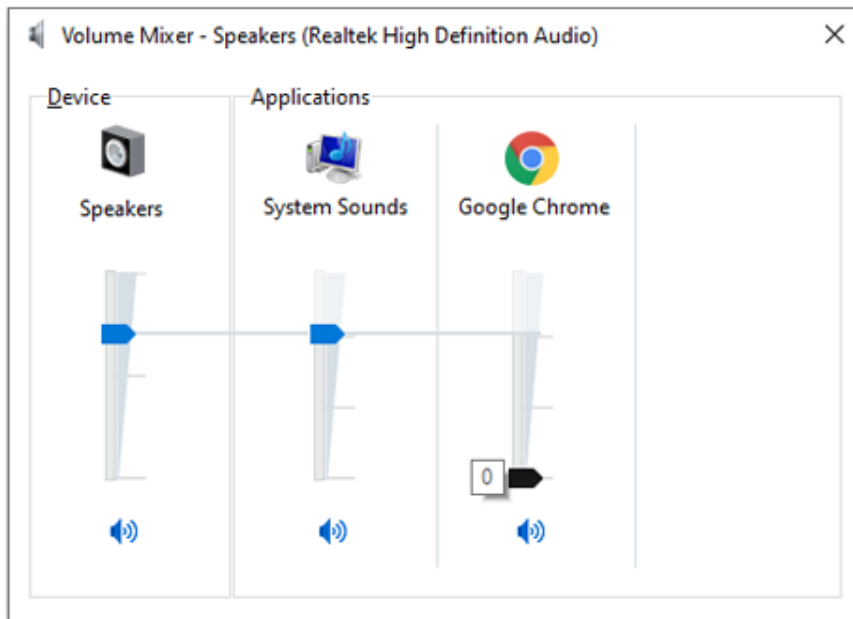 Volume Mixer - Speakers (Realtek High Definition Audio)
Device
Applications
Speakers
System Sounds
Google Chrome
0